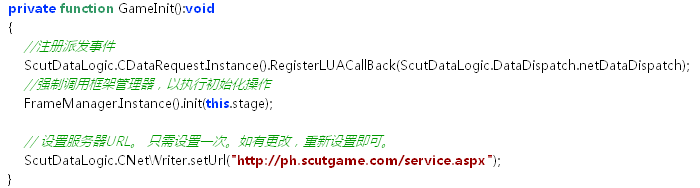 private function GameInit():void
{
//注册派发事件
ScutDataLogic.CDataRequest.Instance().RegisterLUACallBack(ScutDataLogic.DataDispatch.netDataDispatch);
//强制调用框架管理器，以执行初始化操作
FrameManager.Instance().init(this.stage);
// 设置服务器URL。 只需设置一次。如有更改，重新设置即可。
ScutDataLogic.CNetWriter.setUrl("http://ph.scutgame.com/service.aspx");
}